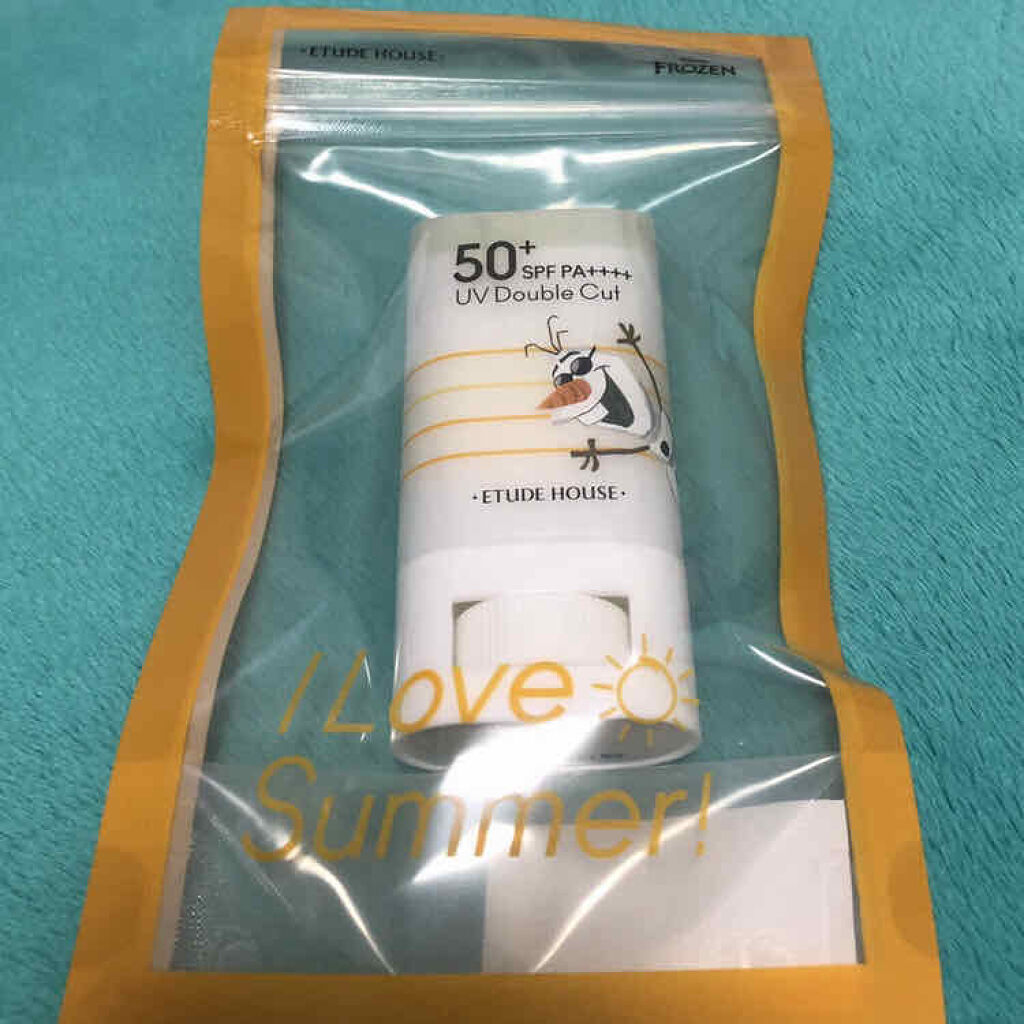 ·ETUDE HOUSE·
FROZEN
50+
SPF PA++++
UV Double Cut
·ETUDE HOUSE·
I Love
Summer!